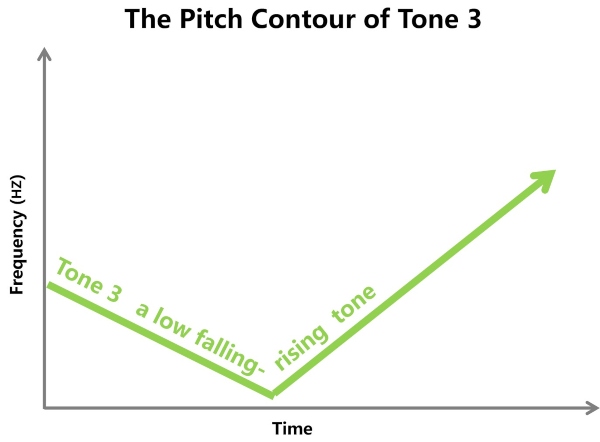 The Pitch Contour of Tone 3
Frequency (HZ)
Tone 3 a low falling-
rising tone
Time